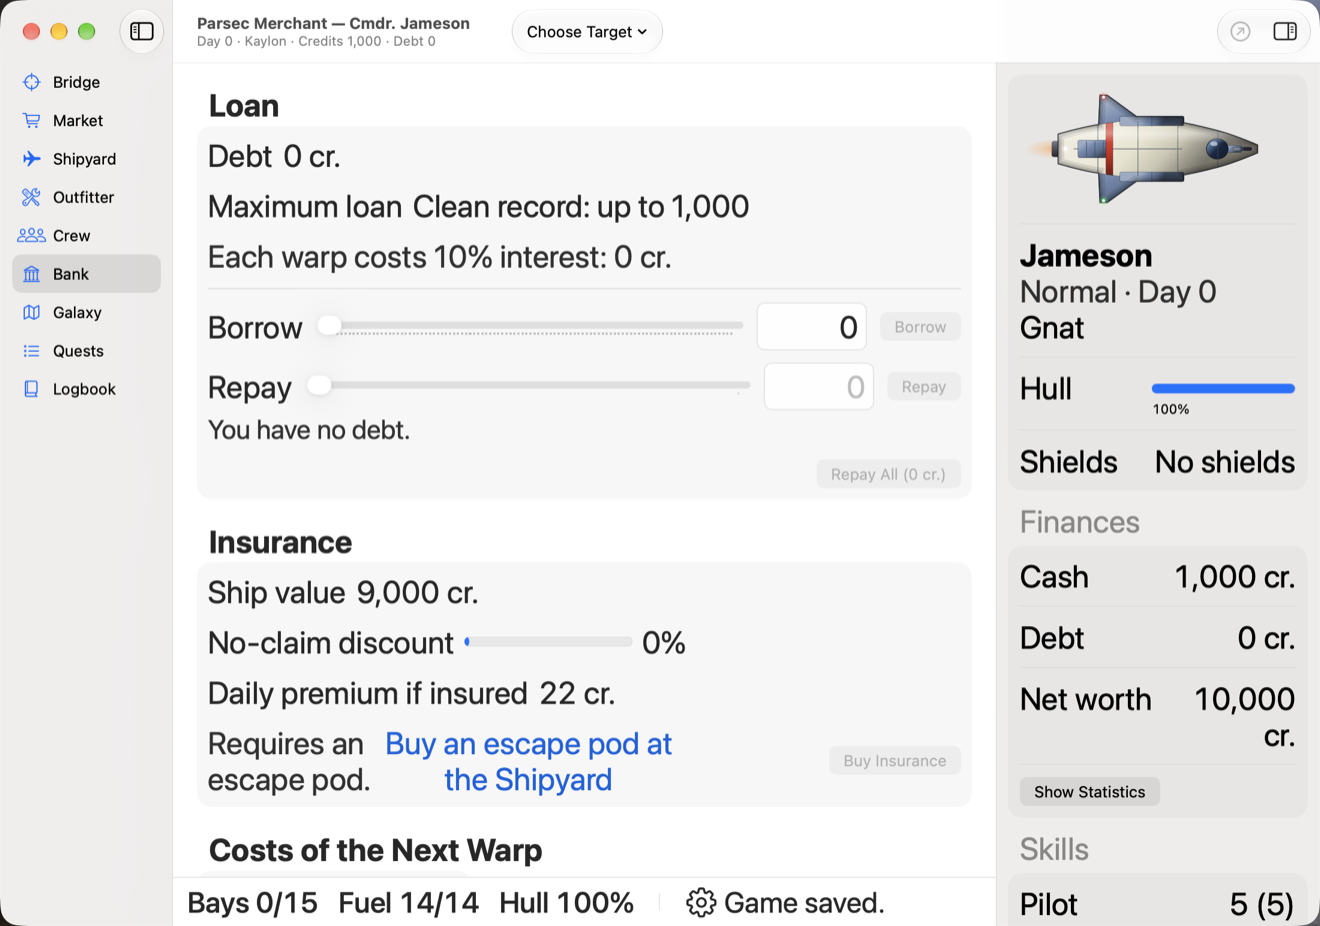 Parsec Merchant — Cmdr. Jameson
Day 0 · Kaylon · Credits 1,000 · Debt 0
Choose Target
Bridge
Market
Shipyard
Outfitter
Crew
Bank
Galaxy
Quests
Logbook
Loan
Debt 0 cr.
Maximum loan Clean record: up to 1,000
Each warp costs 10% interest: 0 cr.
Borrow 0 Borrow
Repay 0 Repay
You have no debt.
Repay All (0 cr.)
Insurance
Ship value 9,000 cr.
No-claim discount 0%
Daily premium if insured 22 cr.
Requires an
escape pod.
Buy an escape pod at
the Shipyard
Buy Insurance
Costs of the Next Warp
Bays 0/15 Fuel 14/14 Hull 100% Game saved.
Jameson
Normal · Day 0
Gnat
Hull
100%
Shields No shields
Finances
Cash 1,000 cr.
Debt 0 cr.
Net worth 10,000
cr.
Show Statistics
Skills
Pilot 5 (5)